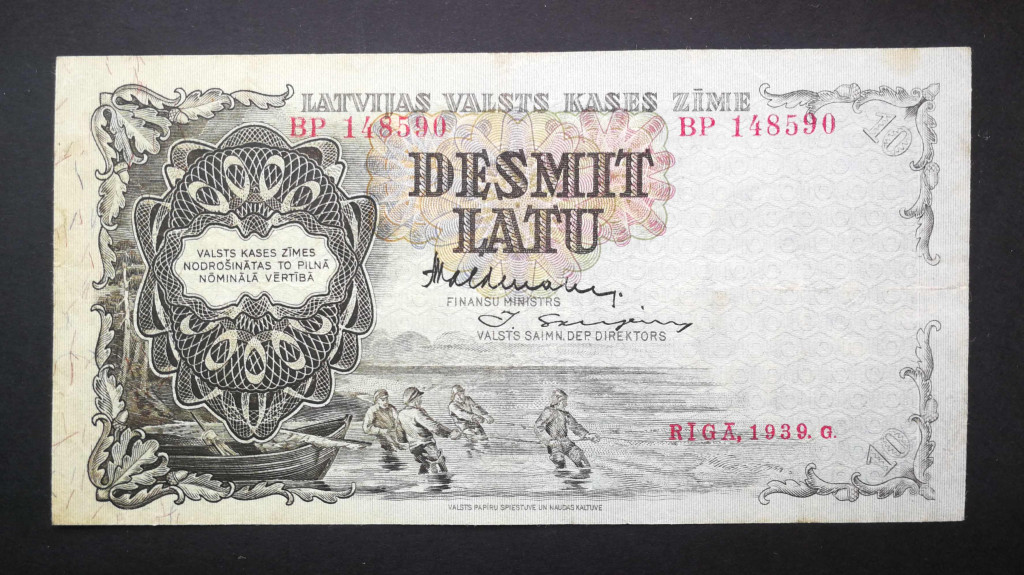 LATVIJAS VALSTS KASES ZĪME
BP 148590
BP 148590
10
DESMIT
LATU
VALSTS KASES ZĪMES
NODROŠINĀTAS TO PILNĀ
NŌMINĀLĀ VĒRTĪBĀ
FINANSU MINISTRS
VALSTS SAIMN. DEP. DIREKTORS
RĪGĀ, 1939. G.
10
VALSTS PAPĪRU SPIESTUVE UN NAUDAS KALTUVE